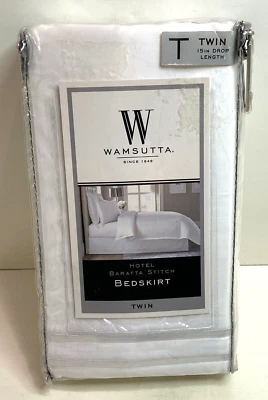 T TWIN
15IN DROP
LENGTH
W
WAMSUTTA.
SINCE 1846
HOTEL
BARATTA STITCH
BEDSKIRT
TWIN